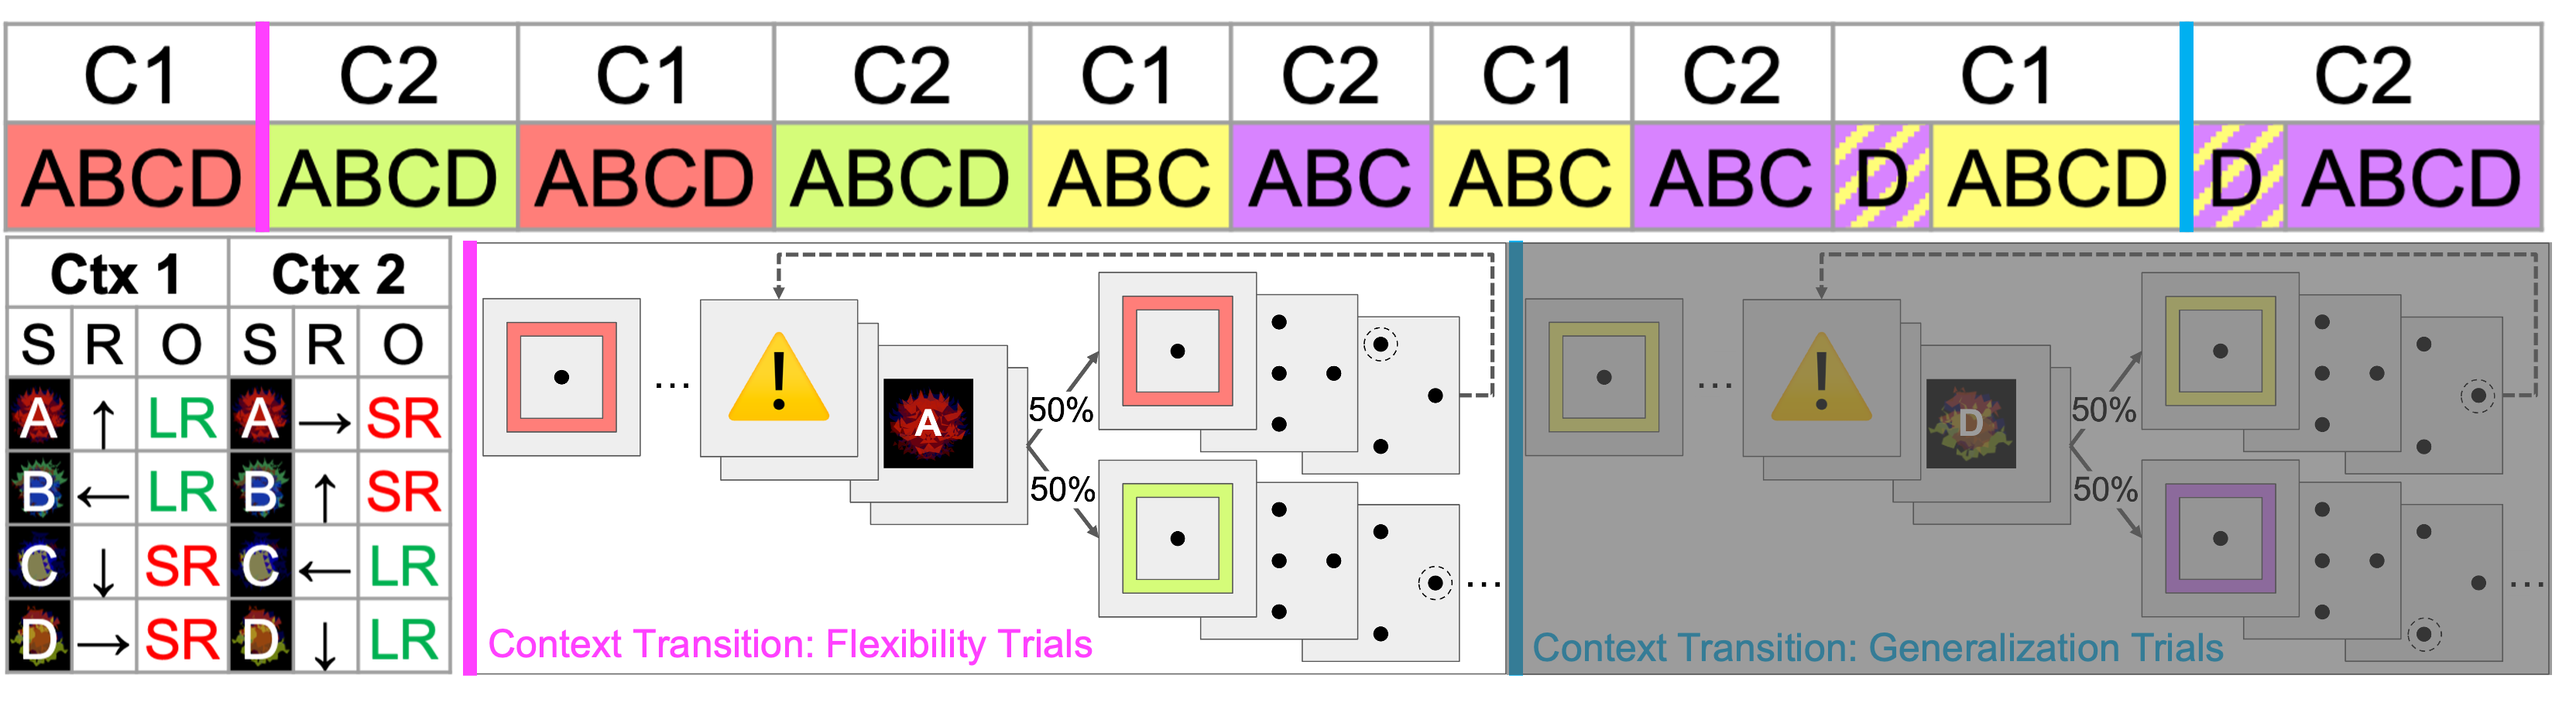 C1 C2 C1 C2 C1 C2 C1 C2 C1 C2
ABCD ABCD ABCD ABCD ABC ABC ABC ABC D ABCD D ABCD
Ctx 1 Ctx 2
S R O S R O
A ↑ LR A → SR
B ← LR B ↑ SR
C ↓ SR C ← LR
D → SR D ↓ LR
...
!
A
50%
50%
...
Context Transition: Flexibility Trials
...
!
D
50%
50%
...
Context Transition: Generalization Trials